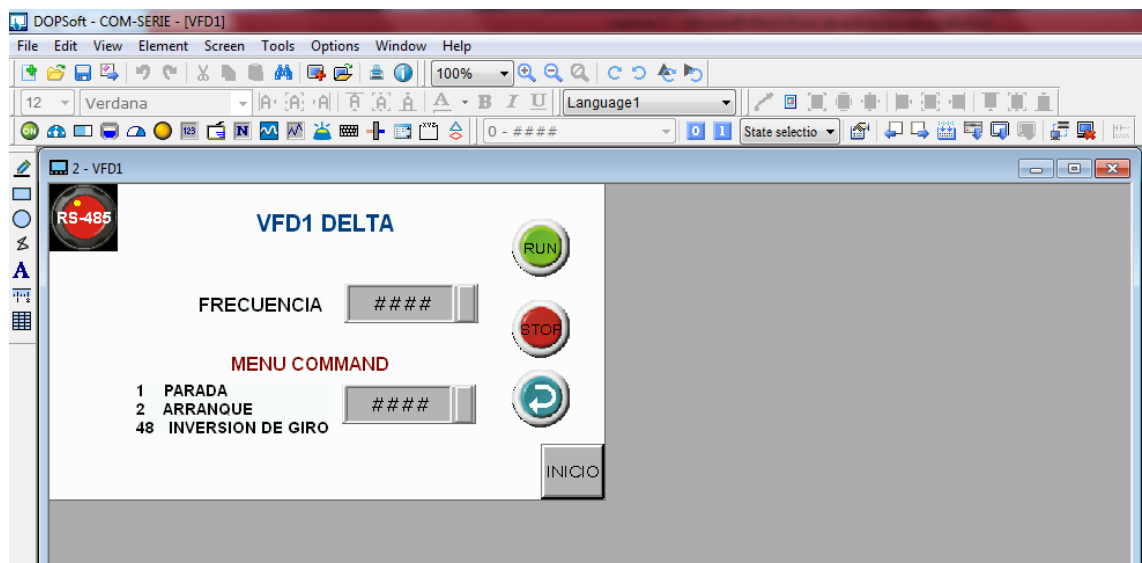 DOPSoft - COM-SERIE - [VFD1]
File Edit View Element Screen Tools Options Window Help
100%
12 Verdana A B I U Language1
ON 123 N 0 - #### 0 1 State selectio
2 - VFD1
RS-485
VFD1 DELTA
RUN
FRECUENCIA ####
STOP
MENU COMMAND
1 PARADA
2 ARRANQUE ####
48 INVERSION DE GIRO
INICIO
A